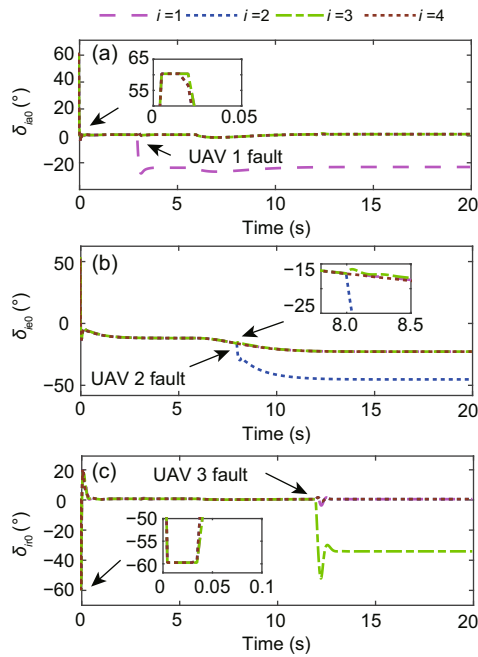 i=1 i=2 i=3 i=4
(a)
60
40
20
0
−20
δia0 (°)
65
55
0 0.05
UAV 1 fault
0 5 10 15 20
Time (s)
(b)
50
0
−50
δie0 (°)
−15
−25
8.0 8.5
UAV 2 fault
0 5 10 15 20
Time (s)
(c)
20
0
−20
−40
−60
δir0 (°)
UAV 3 fault
−50
−55
−60
0 0.05 0.1
0 5 10 15 20
Time (s)